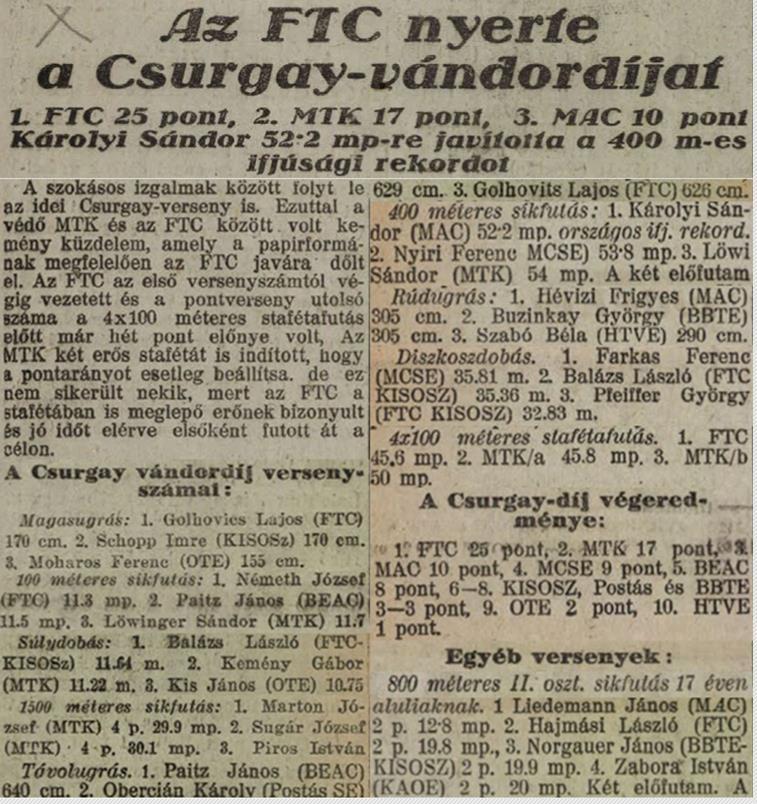 Az FTC nyerte
a Csurgay-vándordíjat
1. FTC 25 pont, 2. MTK 17 pont, 3. MAC 10 pont
Károlyi Sándor 52·2 mp-re javította a 400 m-es
ifjúsági rekordot
A szokásos izgalmak között folyt le
az idei Csurgay-verseny is. Ezuttal a
védő MTK és az FTC között volt ke-
mény küzdelem, amely a papirformá-
nak megfelelően az FTC javára dőlt
el. Az FTC az első versenyszámtól vé-
gig vezetett és a pontverseny utolsó
száma a 4x100 méteres stafétafutás
előtt már hét pont előnye volt, Az
MTK két erős stafétát is indított, hogy
a pontarányot esetleg beállítsa. de ez
nem sikerült nekik, mert az FTC a
stafétában is meglepő erőnek bizonyult
és jó időt elérve elsőként futott át a
célon.
A Csurgay vándordíj verseny-
számai:
Magasugrás: 1. Golhovics Lajos (FTC)
170 cm. 2. Schopp Imre (KISOSz) 170 cm.
3. Moharos Ferenc (OTE) 155 cm.
100 méteres sikfutás: 1. Németh József
(FTC) 11.3 mp. 2. Paitz János (BEAC)
11.5 mp. 3. Löwinger Sándor (MTK) 11.7
Súlydobás: 1. Balázs László (FTC-
KISOSz) 11.64 m. 2. Kemény Gábor
(MTK) 11.22 m. 3. Kis János (OTE) 10.75
1500 méteres sikfutás: 1. Marton Jó-
zsef (MTK) 4 p. 29.9 mp. 2. Sugár József
(MTK) 4 p. 30.1 mp. 3. Piros István
Távolugrás. 1. Paitz János (BEAC)
640 cm. 2. Obercián Károly (Postás SE)
629 cm. 3. Golhovits Lajos (FTC) 626 cm.
400 méteres sikfutás: 1. Károlyi Sán-
dor (MAC) 52·2 mp. országos ifj. rekord.
2. Nyiri Ferenc MCSE) 53·8 mp. 3. Löwi
Sándor (MTK) 54 mp. A két előfutam
Rúdugrás: 1. Hévizi Frigyes (MAC)
305 cm. 2. Buzinkay György (BBTE)
305 cm. 3. Szabó Béla (HTVE) 290 cm.
Diszkoszdobás. 1. Farkas Ferenc
(MCSE) 35.81 m. 2. Balázs László (FTC
KISOSZ) 35.36 m. 3. Pfeiffer György
(FTC KISOSZ) 32.83 m.
4x100 méteres stafétafutás. 1. FTC
45.6 mp. 2. MTK/a 45.8 mp. 3. MTK/b
50 mp.
A Csurgay-díj végered-
ménye:
1. FTC 25 pont, 2. MTK 17 pont, 3.
MAC 10 pont, 4. MCSE 9 pont, 5. BEAC
8 pont, 6—8. KISOSZ, Postás és BBTE
3—3 pont, 9. OTE 2 pont, 10. HTVE
1 pont.
Egyéb versenyek:
800 méteres II. oszt. sikfutás 17 éven
aluliaknak. 1 Liedemann János (MAC)
2 p. 12·8 mp. 2. Hajmási László (FTC)
2 p. 19.8 mp., 3. Norgauer János (BBTE-
KISOSZ) 2 p. 19.9 mp. 4. Zabora István
(KAOE) 2 p. 20 mp. Két előfutam. A